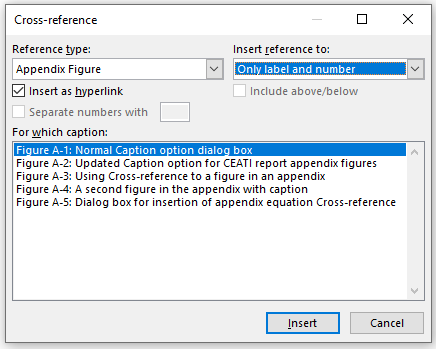 Cross-reference
Reference type: Insert reference to:
Appendix Figure Only label and number
Insert as hyperlink Include above/below
Separate numbers with
For which caption:
Figure A-1: Normal Caption option dialog box
Figure A-2: Updated Caption option for CEATI report appendix figures
Figure A-3: Using Cross-reference to a figure in an appendix
Figure A-4: A second figure in the appendix with caption
Figure A-5: Dialog box for insertion of appendix equation Cross-reference
Insert Cancel